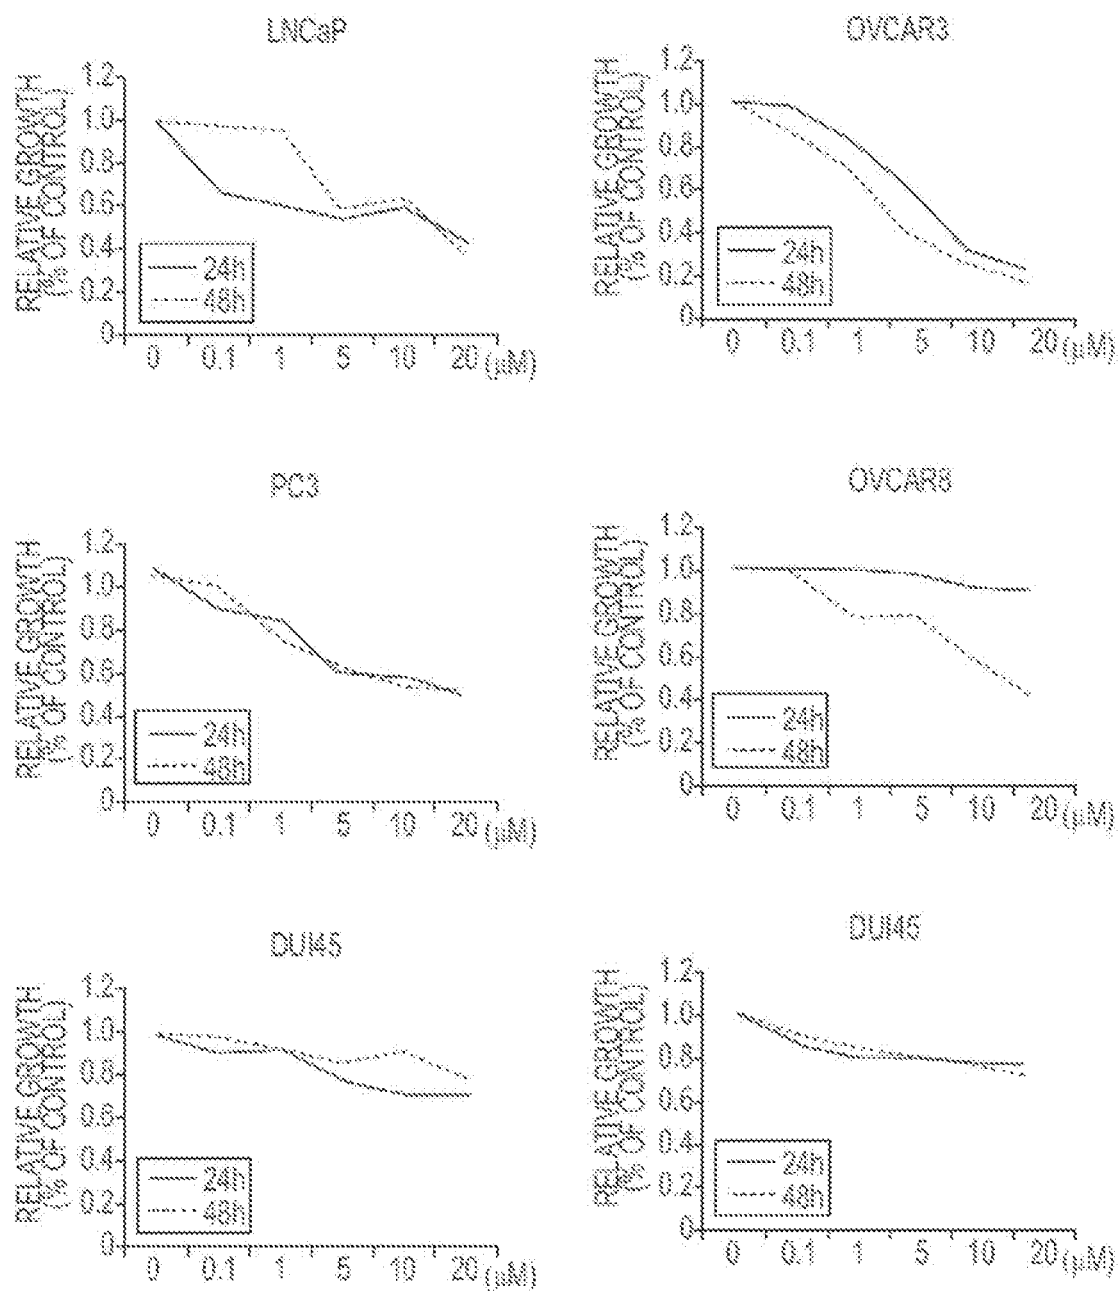 LNCaP
RELATIVE GROWTH
(% OF CONTROL)
1.2
1.0
0.8
0.6
0.4
0.2
0
24h
48h
0 0.1 1 5 10 20 (μM)
OVCAR3
RELATIVE GROWTH
(% OF CONTROL)
1.2
1.0
0.8
0.6
0.4
0.2
0
24h
48h
0 0.1 1 5 10 20 (μM)
PC3
RELATIVE GROWTH
(% OF CONTROL)
1.2
1.0
0.8
0.6
0.4
0.2
0
24h
48h
0 0.1 1 5 10 20 (μM)
OVCAR8
RELATIVE GROWTH
(% OF CONTROL)
1.2
1.0
0.8
0.6
0.4
0.2
0
24h
48h
0 0.1 1 5 10 20 (μM)
DUI45
RELATIVE GROWTH
(% OF CONTROL)
1.2
1.0
0.8
0.6
0.4
0.2
0
24h
48h
0 0.1 1 5 10 20 (μM)
DUI45
RELATIVE GROWTH
(% OF CONTROL)
1.2
1.0
0.8
0.6
0.4
0.2
0
24h
48h
0 0.1 1 5 10 20 (μM)